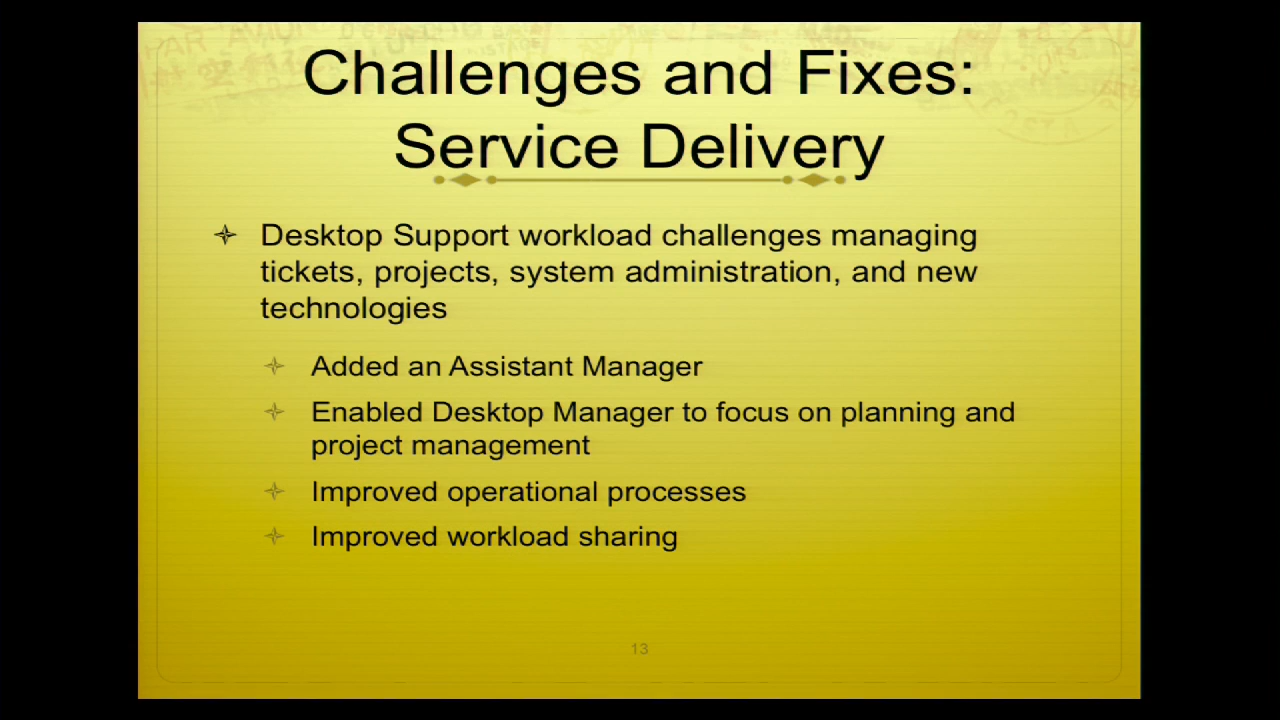 Challenges and Fixes:
Service Delivery
Desktop Support workload challenges managing
tickets, projects, system administration, and new
technologies
Added an Assistant Manager
Enabled Desktop Manager to focus on planning and
project management
Improved operational processes
Improved workload sharing
13